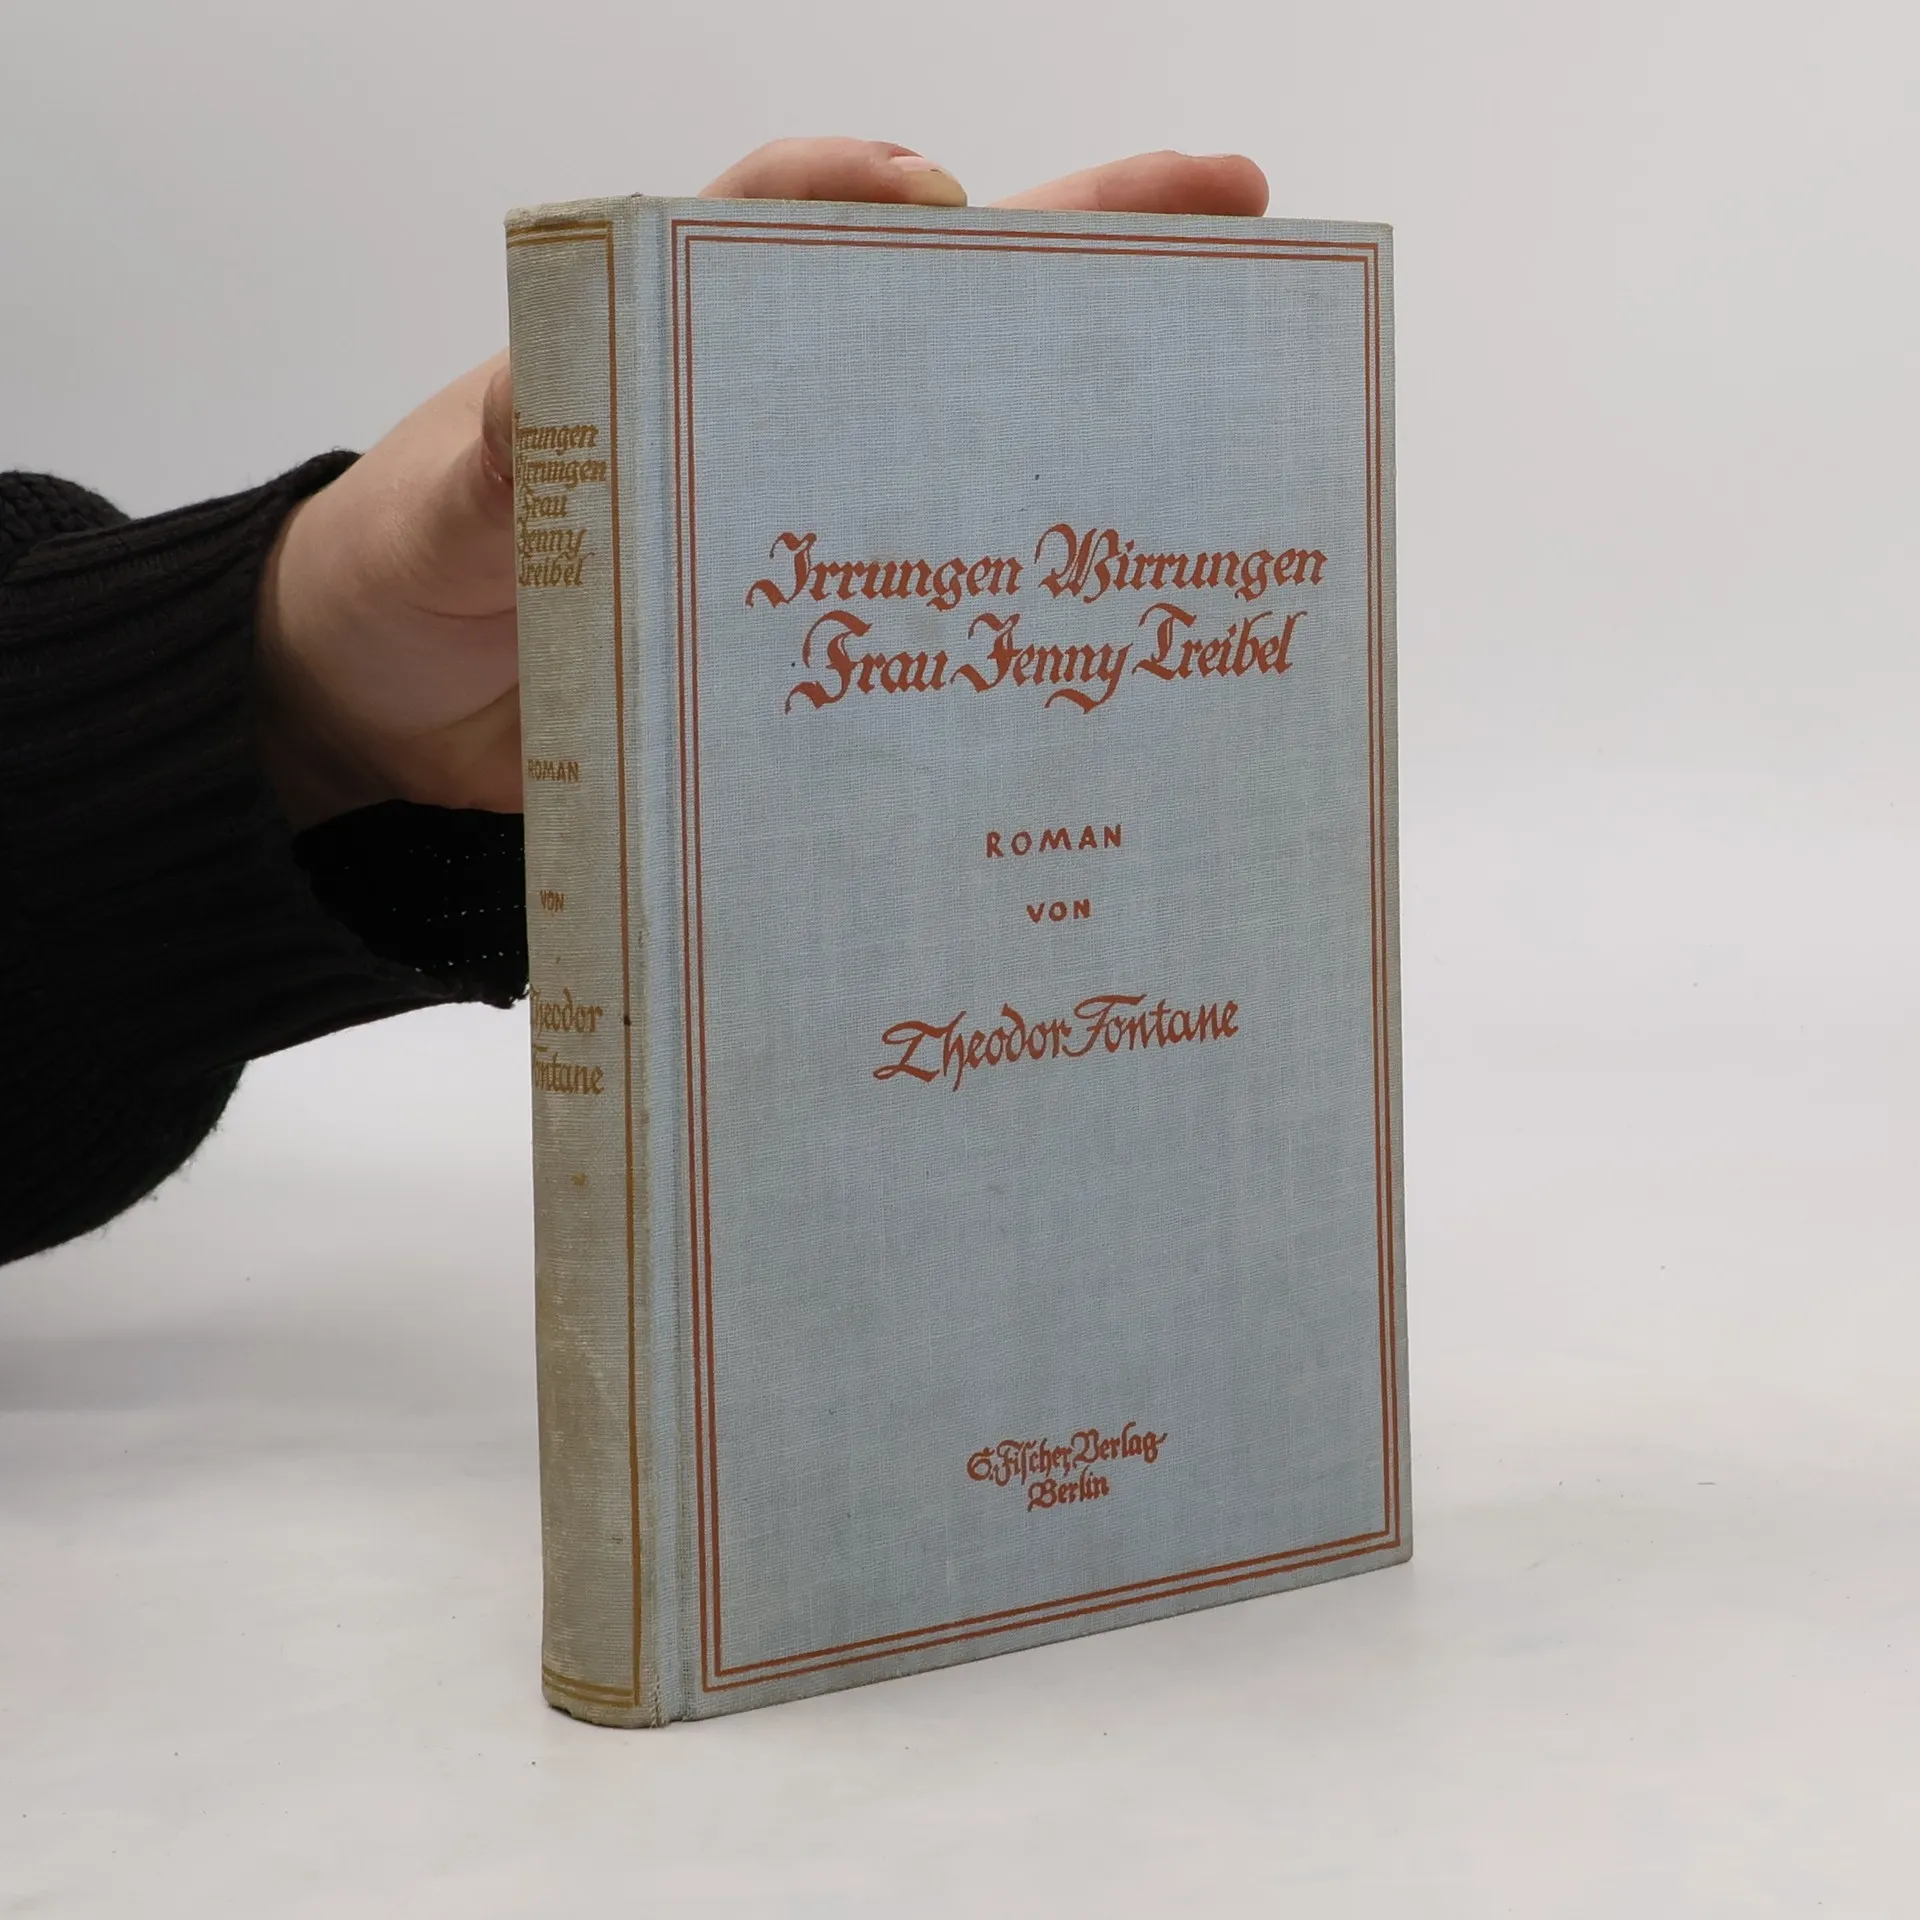 Irrungen
Wirrungen
Frau
Jenny
Treibel
ROMAN
VON
Theodor
Fontane
Irrungen Wirrungen
Frau Jenny Treibel
ROMAN
VON
Theodor Fontane
S. Fischer, Verlag
Berlin